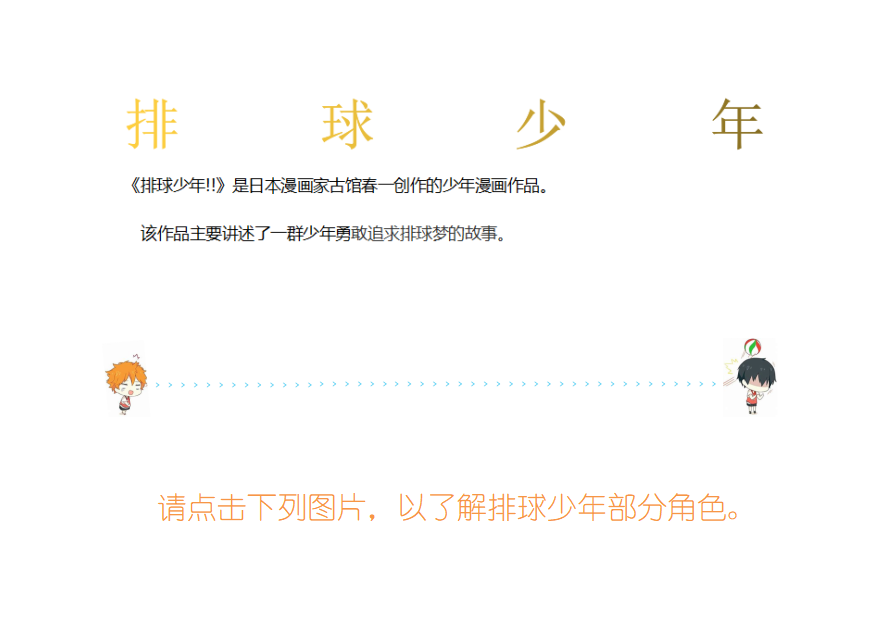 排球少年
《排球少年!!》是日本漫画家古馆春一创作的少年漫画作品。
该作品主要讲述了一群少年勇敢追求排球梦的故事。
请点击下列图片，以了解排球少年部分角色。